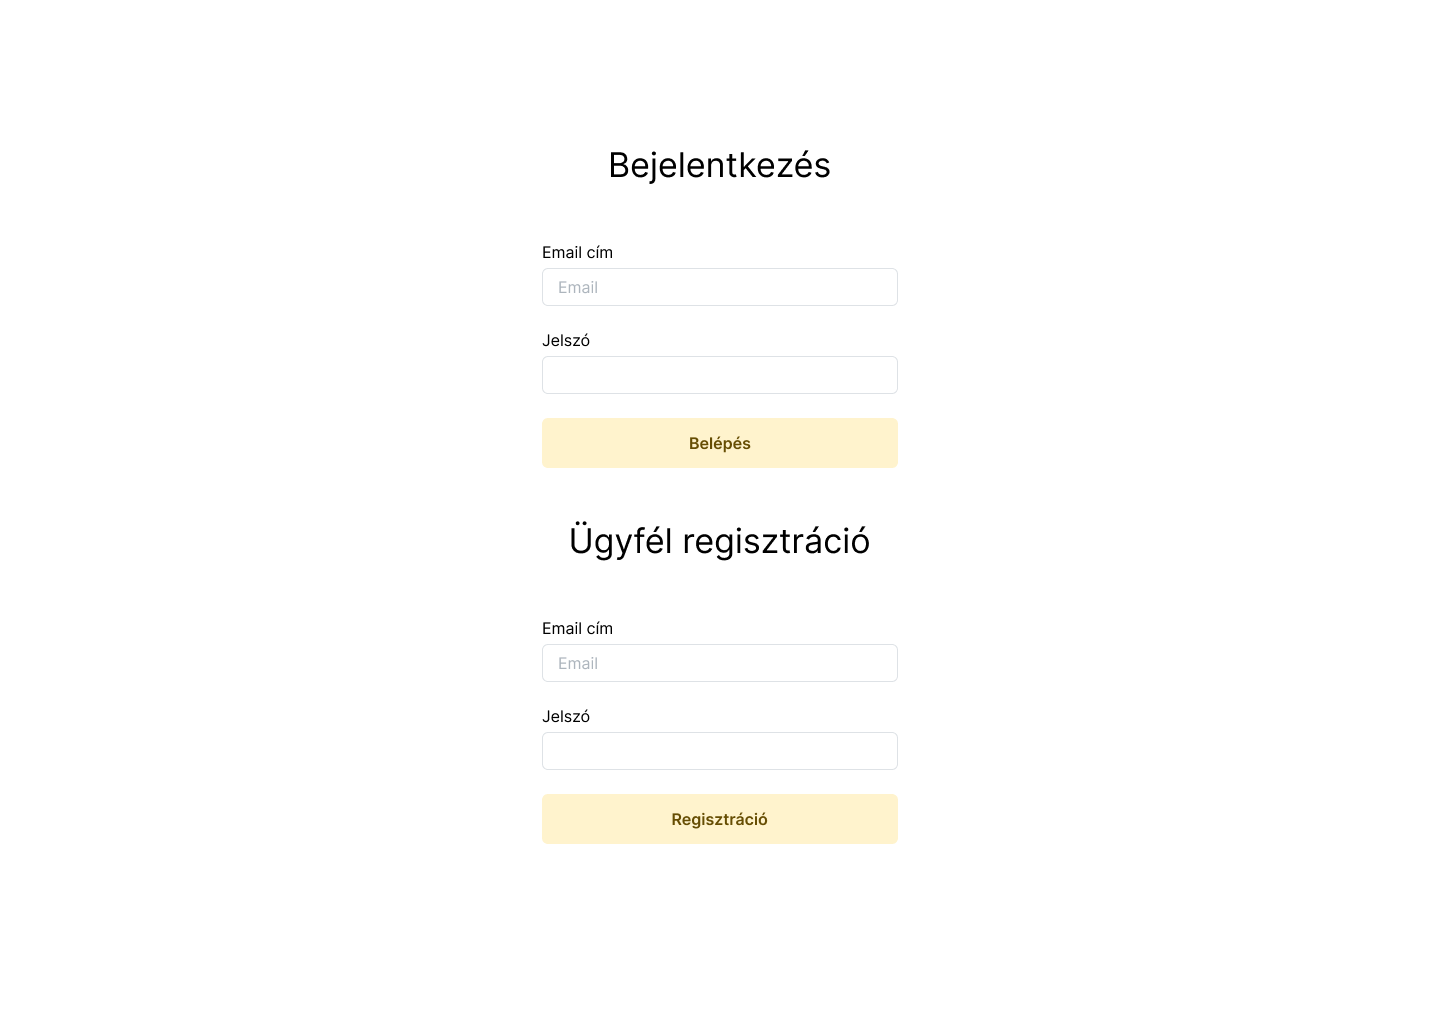 Bejelentkezés
Email cím
Email
Jelszó
Belépés
Ügyfél regisztráció
Email cím
Email
Jelszó
Regisztráció